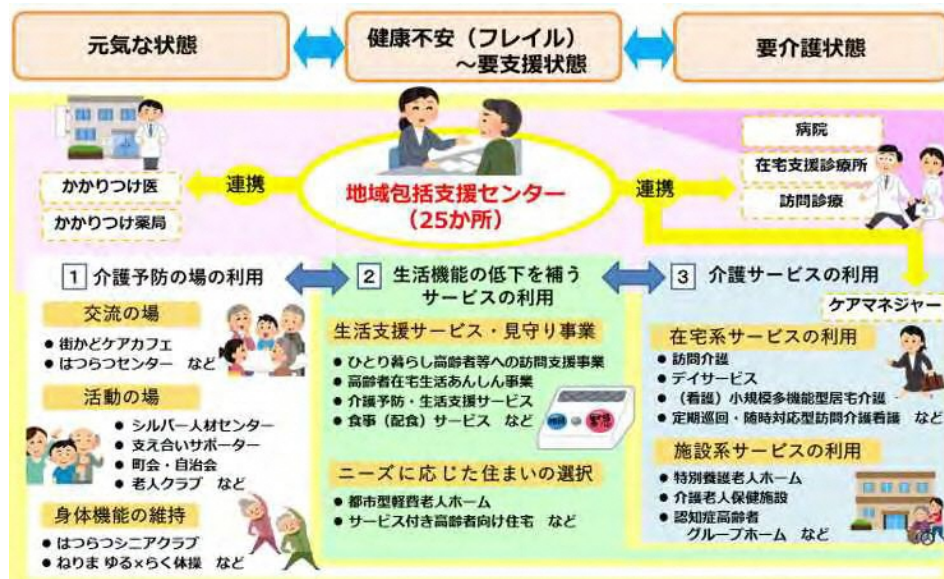 元気な状態
健康不安（フレイル）
～要支援状態
要介護状態
かかりつけ医
かかりつけ薬局
連携
地域包括支援センター
（25か所）
連携
病院
在宅支援診療所
訪問診療
ケアマネジャー
1 介護予防の場の利用
交流の場
● 街かどケアカフェ
● はつらつセンター など
活動の場
● シルバー人材センター
● 支え合いサポーター
● 町会・自治会
● 老人クラブ など
身体機能の維持
● はつらつシニアクラブ
● ねりま ゆる×らく体操 など
2 生活機能の低下を補う
サービスの利用
生活支援サービス・見守り事業
● ひとり暮らし高齢者等への訪問支援事業
● 高齢者在宅生活あんしん事業
● 介護予防・生活支援サービス
● 食事（配食）サービス など
緊急
ニーズに応じた住まいの選択
● 都市型軽費老人ホーム
● サービス付き高齢者向け住宅 など
3 介護サービスの利用
在宅系サービスの利用
● 訪問介護
● デイサービス
● （看護）小規模多機能型居宅介護
● 定期巡回・随時対応型訪問介護看護 など
施設系サービスの利用
● 特別養護老人ホーム
● 介護老人保健施設
● 認知症高齢者
グループホーム など